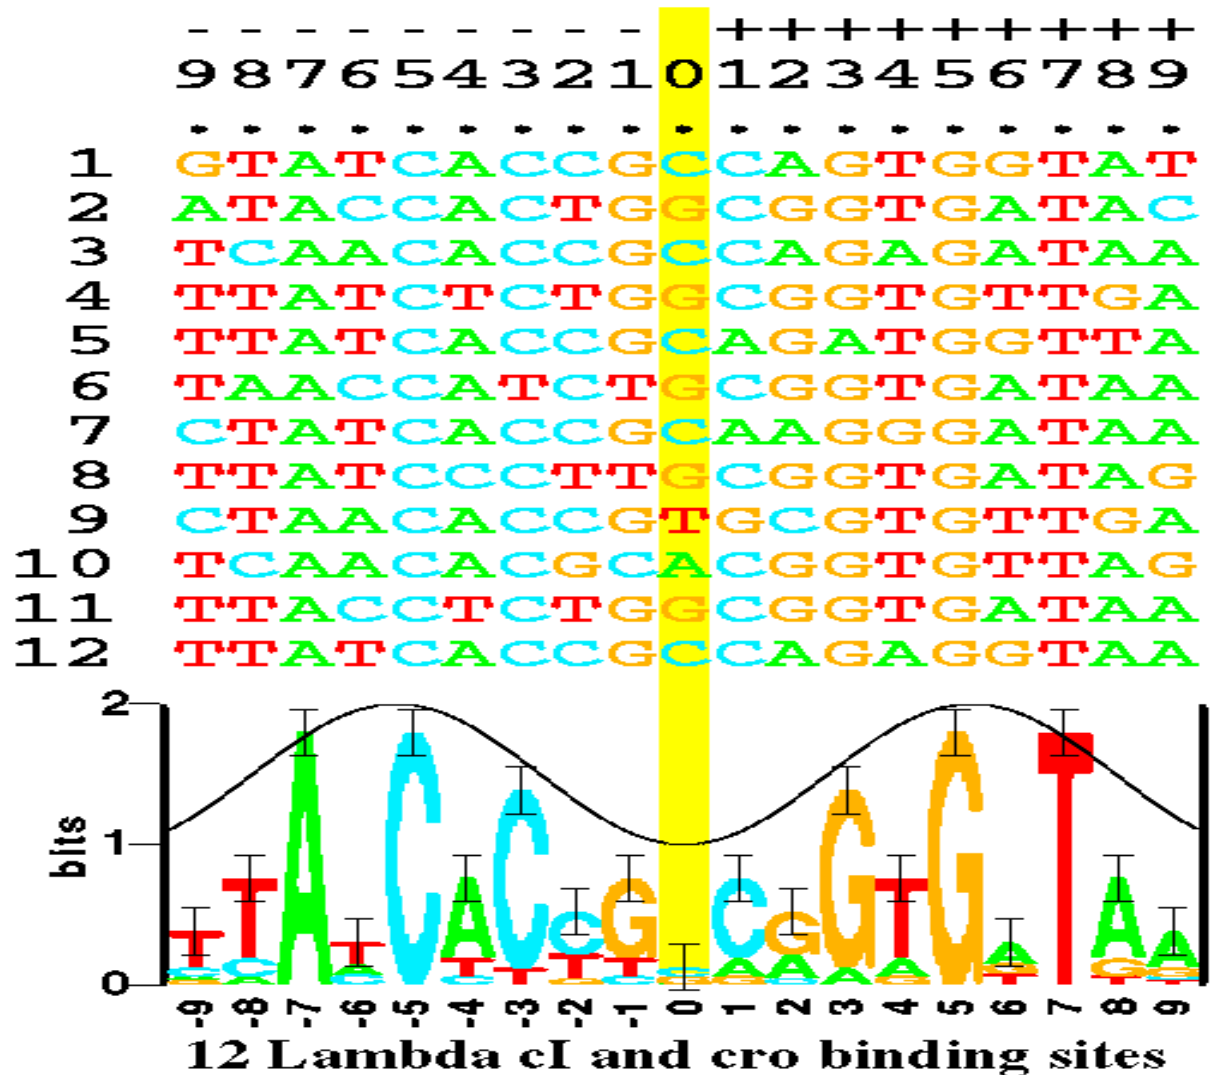 - - - - - - - - - + + + + + + + + +
9 8 7 6 5 4 3 2 1 0 1 2 3 4 5 6 7 8 9
1 GTATCACCGCCAGTGGTAT
2 ATACCACTGGCGGTGATAC
3 TCAACACCGCCAGAGATAA
4 TTATCTCTGGCGGTGTTGA
5 TTATCACCGCAGATGGTTA
6 TAACCATCTGCGGTGATAA
7 CTATCACCGCAAGGGATAA
8 TTATCCCTTGCGGTGATAG
9 CTAACACCGTGCGTGTTGA
10 TCAACACGCACGGTGTTAG
11 TTACCTCTGGCGGTGATAA
12 TTATCACCGCCAGAGGTAA
2
1
0
bits
T T A T C A C C G C G G T G A T A A
-9 -8 -7 -6 -5 -4 -3 -2 -1 0 1 2 3 4 5 6 7 8 9
12 Lambda cI and cro binding sites